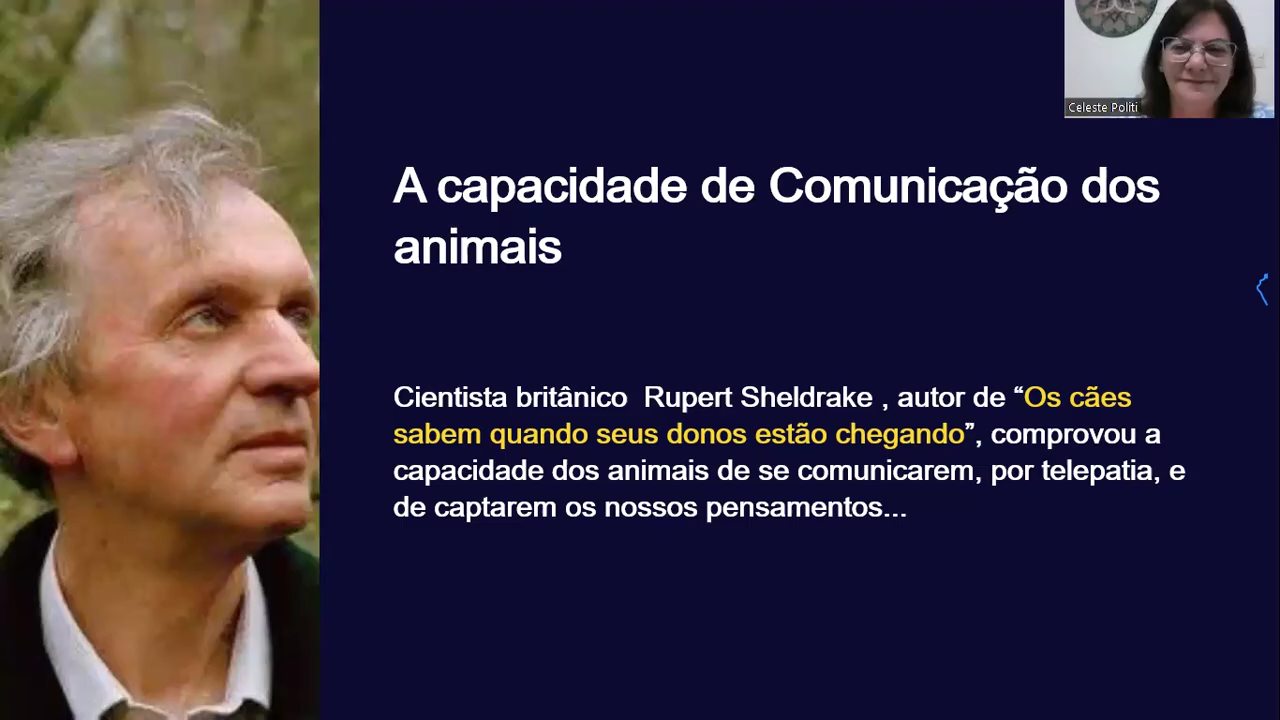 Celeste Politi
A capacidade de Comunicação dos
animais
Cientista britânico  Rupert Sheldrake , autor de “Os cães
sabem quando seus donos estão chegando”, comprovou a
capacidade dos animais de se comunicarem, por telepatia, e
de captarem os nossos pensamentos...